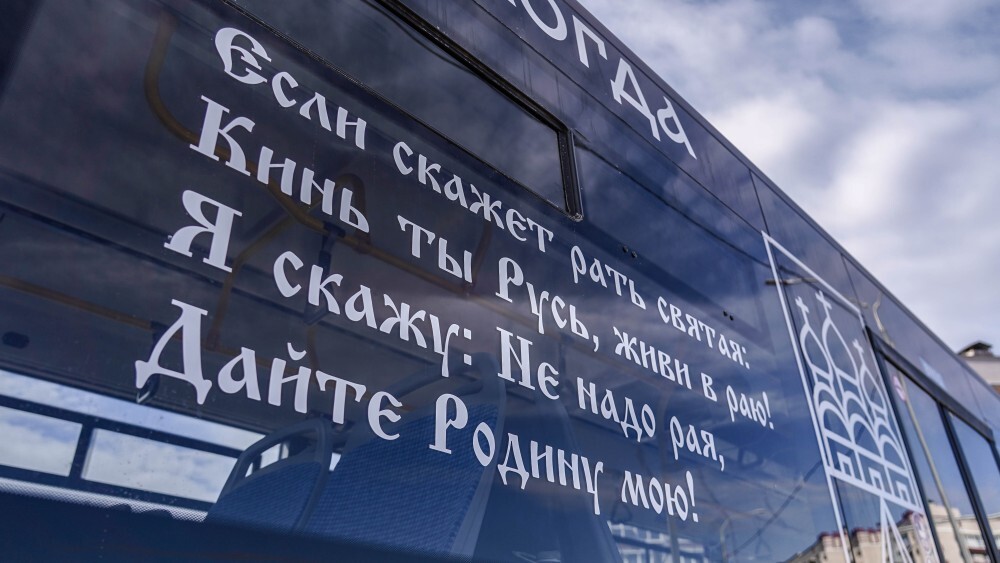 огда
Если скажет рать святая:
Кинь ты Русь, живи в раю!
Я скажу: Не надо рая,
Дайте Родину мою!